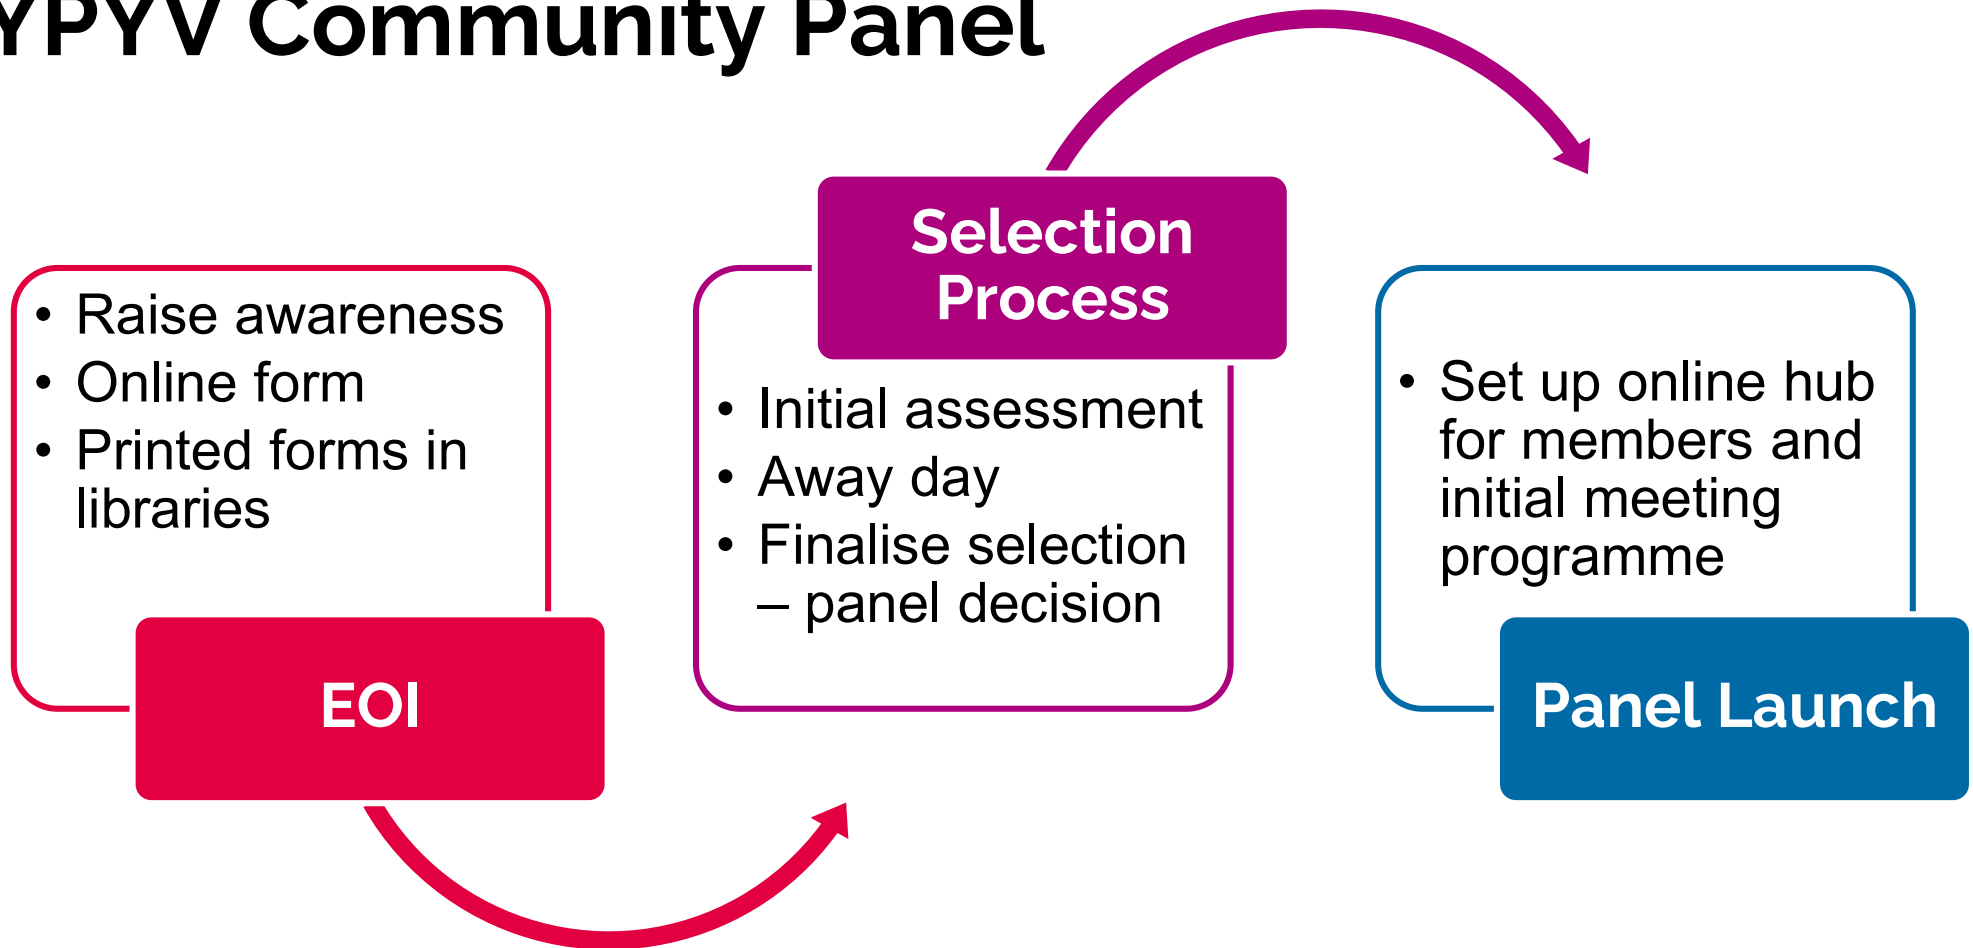 YPYV Community Panel
• Raise awareness
• Online form
• Printed forms in
libraries
EOI
Selection
Process
• Initial assessment
• Away day
• Finalise selection
– panel decision
• Set up online hub
for members and
initial meeting
programme
Panel Launch